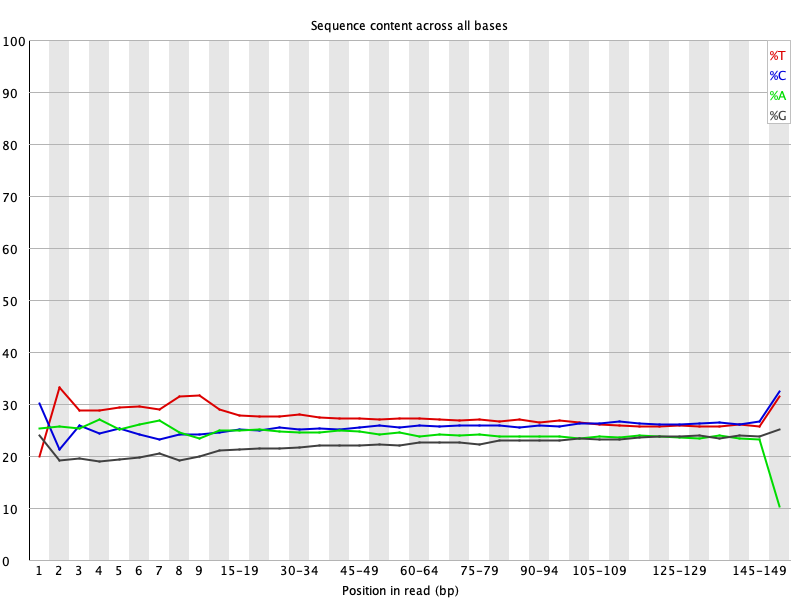 Sequence content across all bases
100
90
80
70
60
50
40
30
20
10
0
%T
%C
%A
%G
1 2 3 4 5 6 7 8 9 15-19 30-34 45-49 60-64 75-79 90-94 105-109 125-129 145-149
Position in read (bp)